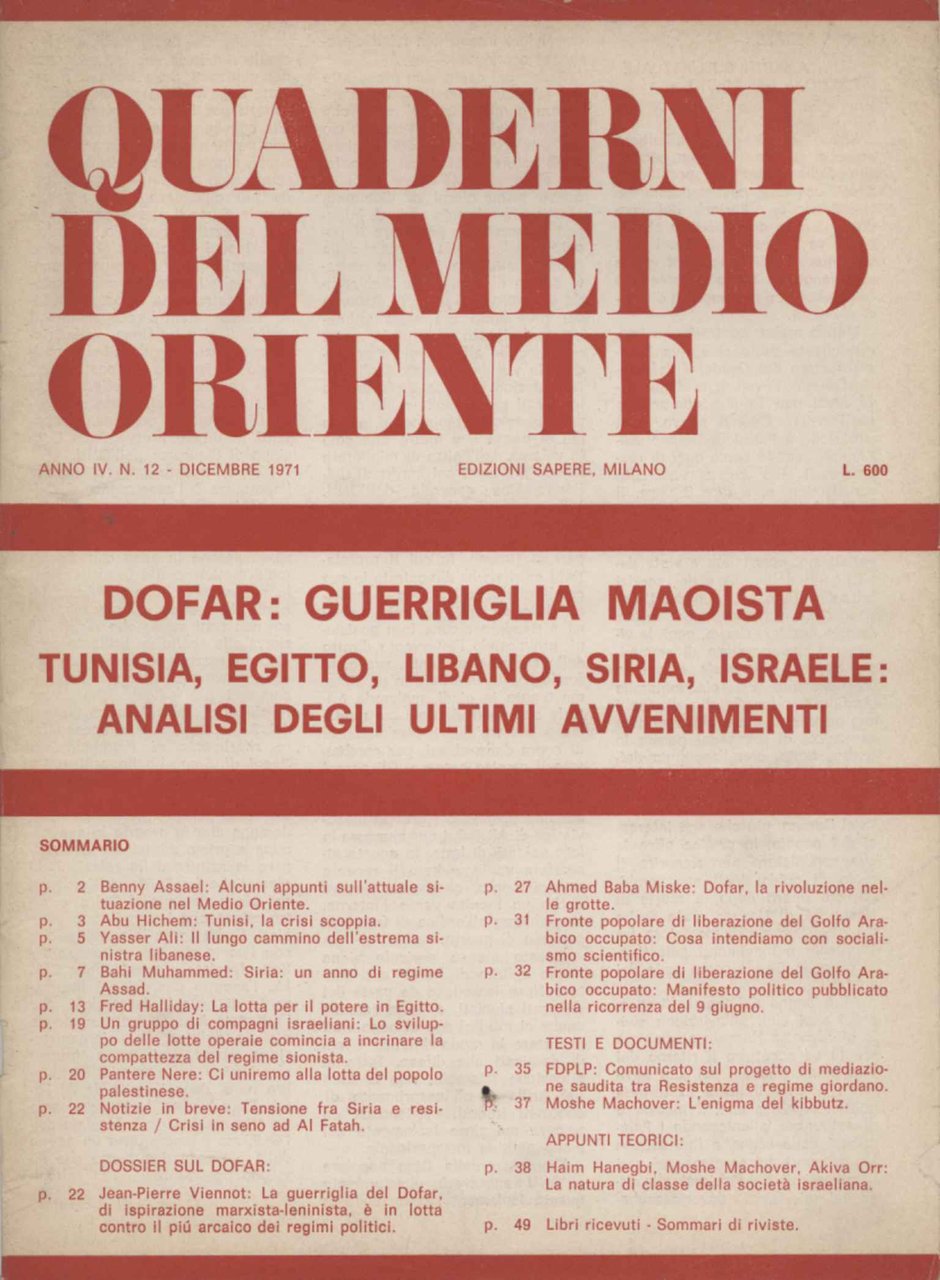 QUADERNI
DEL MEDIO
ORIENTE
ANNO IV. N. 12 - DICEMBRE 1971 EDIZIONI SAPERE, MILANO L. 600
DOFAR: GUERRIGLIA MAOISTA
TUNISIA, EGITTO, LIBANO, SIRIA, ISRAELE:
ANALISI DEGLI ULTIMI AVVENIMENTI
SOMMARIO
p. 2 Benny Assael: Alcuni appunti sull'attuale si-
tuazione nel Medio Oriente.
p. 3 Abu Hichem: Tunisi, la crisi scoppia.
p. 5 Yasser Ali: Il lungo cammino dell'estrema si-
nistra libanese.
p. 7 Bahi Muhammed: Siria: un anno di regime
Assad.
p. 13 Fred Halliday: La lotta per il potere in Egitto.
p. 19 Un gruppo di compagni israeliani: Lo svilup-
po delle lotte operaie comincia a incrinare la
compattezza del regime sionista.
p. 20 Pantere Nere: Ci uniremo alla lotta del popolo
palestinese.
p. 22 Notizie in breve: Tensione fra Siria e resi-
stenza / Crisi in seno ad Al Fatah.
DOSSIER SUL DOFAR:
p. 22 Jean-Pierre Viennot: La guerriglia del Dofar,
di ispirazione marxista-leninista, è in lotta
contro il piú arcaico dei regimi politici.
p. 27 Ahmed Baba Miske: Dofar, la rivoluzione nel-
le grotte.
p. 31 Fronte popolare di liberazione del Golfo Ara-
bico occupato: Cosa intendiamo con sociali-
smo scientifico.
p. 32 Fronte popolare di liberazione del Golfo Ara-
bico occupato: Manifesto politico pubblicato
nella ricorrenza del 9 giugno.
TESTI E DOCUMENTI:
p. 35 FDPLP: Comunicato sul progetto di mediazio-
ne saudita tra Resistenza e regime giordano.
p. 37 Moshe Machover: L'enigma del kibbutz.
APPUNTI TEORICI:
p. 38 Haim Hanegbi, Moshe Machover, Akiva Orr:
La natura di classe della società israeliana.
p. 49 Libri ricevuti - Sommari di riviste.